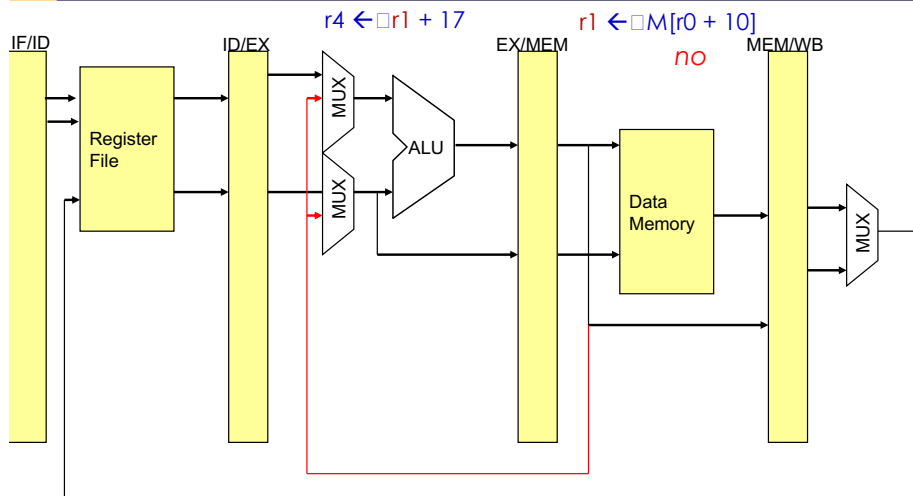 r4 ←□r1 + 17
r1 ←□M[r0 + 10]
IF/ID
ID/EX
EX/MEM
no
MEM/WB
MUX
Register
File
ALU
MUX
Data
Memory
MUX